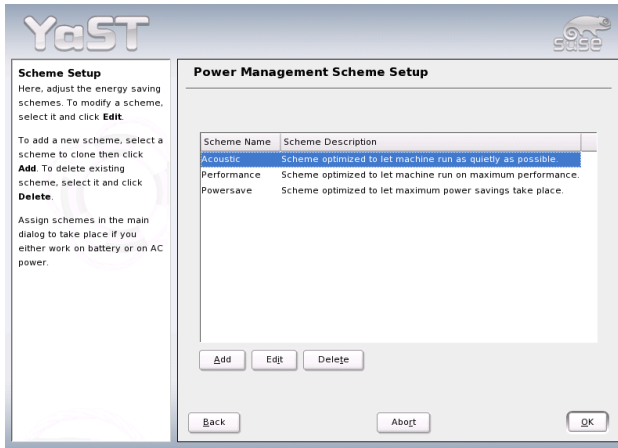 YaST
SUSE
Scheme Setup
Here, adjust the energy saving
schemes. To modify a scheme,
select it and click Edit.
To add a new scheme, select a
scheme to clone then click
Add. To delete existing
scheme, select it and click
Delete.
Assign schemes in the main
dialog to take place if you
either work on battery or on AC
power.
Power Management Scheme Setup
Scheme Name Scheme Description
Acoustic Scheme optimized to let machine run as quietly as possible.
Performance Scheme optimized to let machine run on maximum performance.
Powersave Scheme optimized to let maximum power savings take place.
Add Edit Delete
Back Abort OK